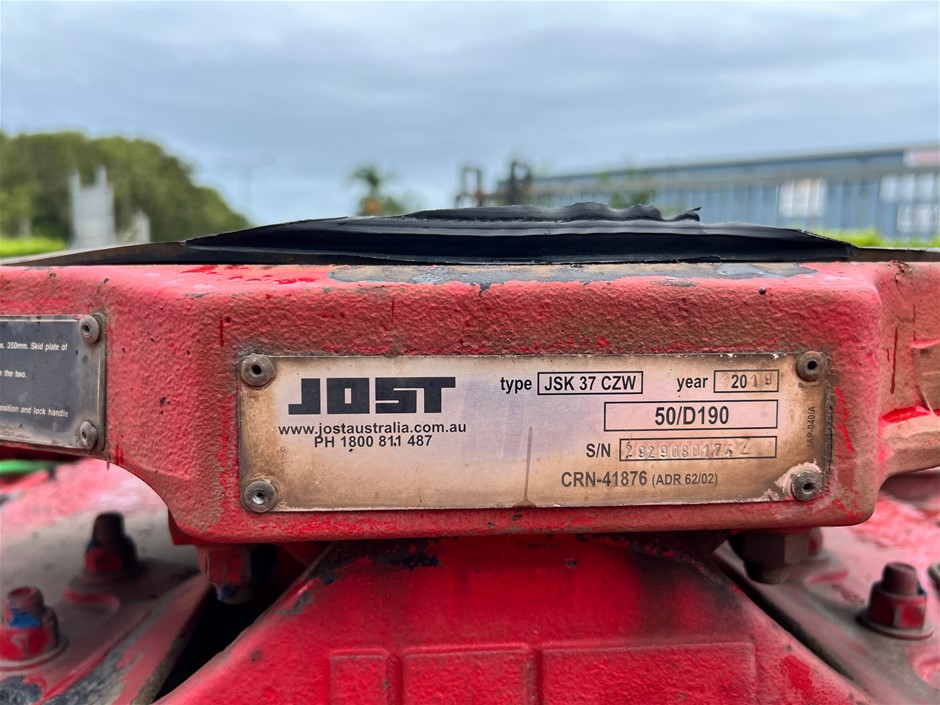 x. 350mm. Skid plate of
n the two.
osition and lock handle
JOST
www.jostaustralia.com.au
PH 1800 811 487
type JSK 37 CZW year 2019
50/D190
S/N
CRN-41876 (ADR 62/02)